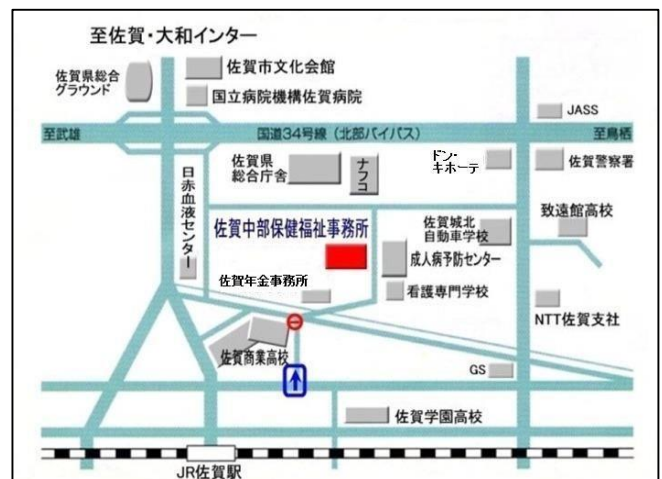 至佐賀・大和インター
佐賀県総合
グラウンド
佐賀市文化会館
国立病院機構佐賀病院
JASS
至武雄
国道34号線（北部バイパス）
至鳥栖
佐賀県
総合庁舎
ナフコ
ドン・
キホーテ
佐賀警察署
日赤血液センター
佐賀中部保健福祉事務所
佐賀城北
自動車学校
致遠館高校
成人病予防センター
佐賀年金事務所
看護専門学校
NTT佐賀支社
佐賀商業高校
GS
佐賀学園高校
JR佐賀駅